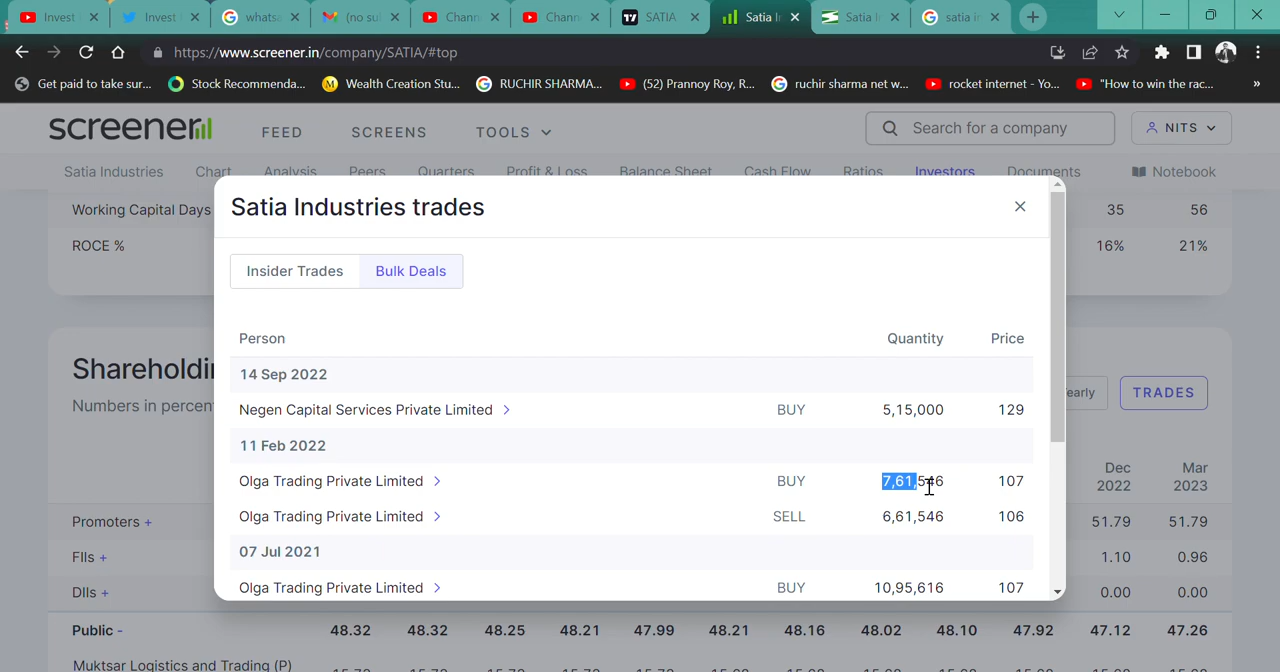 Invest
Invest
whatsa
(no su
Chann
Chann
SATIA
Satia In
Satia I
satia in
https://www.screener.in/company/SATIA/#top
Get paid to take sur... Stock Recommenda... Wealth Creation Stu... RUCHIR SHARMA... (52) Prannoy Roy, R... ruchir sharma net w... rocket internet - Yo... "How to win the rac... »
screener FEED SCREENS TOOLS Search for a company NITS
Satia Industries Chart Analysis Peers Quarters Profit & Loss Balance Sheet Cash Flow Ratios Investors Documents Notebook
Working Capital Days 35 56
ROCE % 16% 21%
Satia Industries trades
Insider Trades Bulk Deals
Person Quantity Price
14 Sep 2022
Negen Capital Services Private Limited BUY 5,15,000 129
11 Feb 2022
Olga Trading Private Limited BUY 7,61,546 107
Olga Trading Private Limited SELL 6,61,546 106
07 Jul 2021
Olga Trading Private Limited BUY 10,95,616 107
Shareholdi
Numbers in percen
early TRADES
Dec 2022 Mar 2023
Promoters + 51.79 51.79
FIIs + 1.10 0.96
DIIs + 0.00 0.00
Public - 48.32 48.32 48.25 48.21 47.99 48.21 48.16 48.02 48.10 47.92 47.12 47.26
Muktsar Logistics and Trading (P)